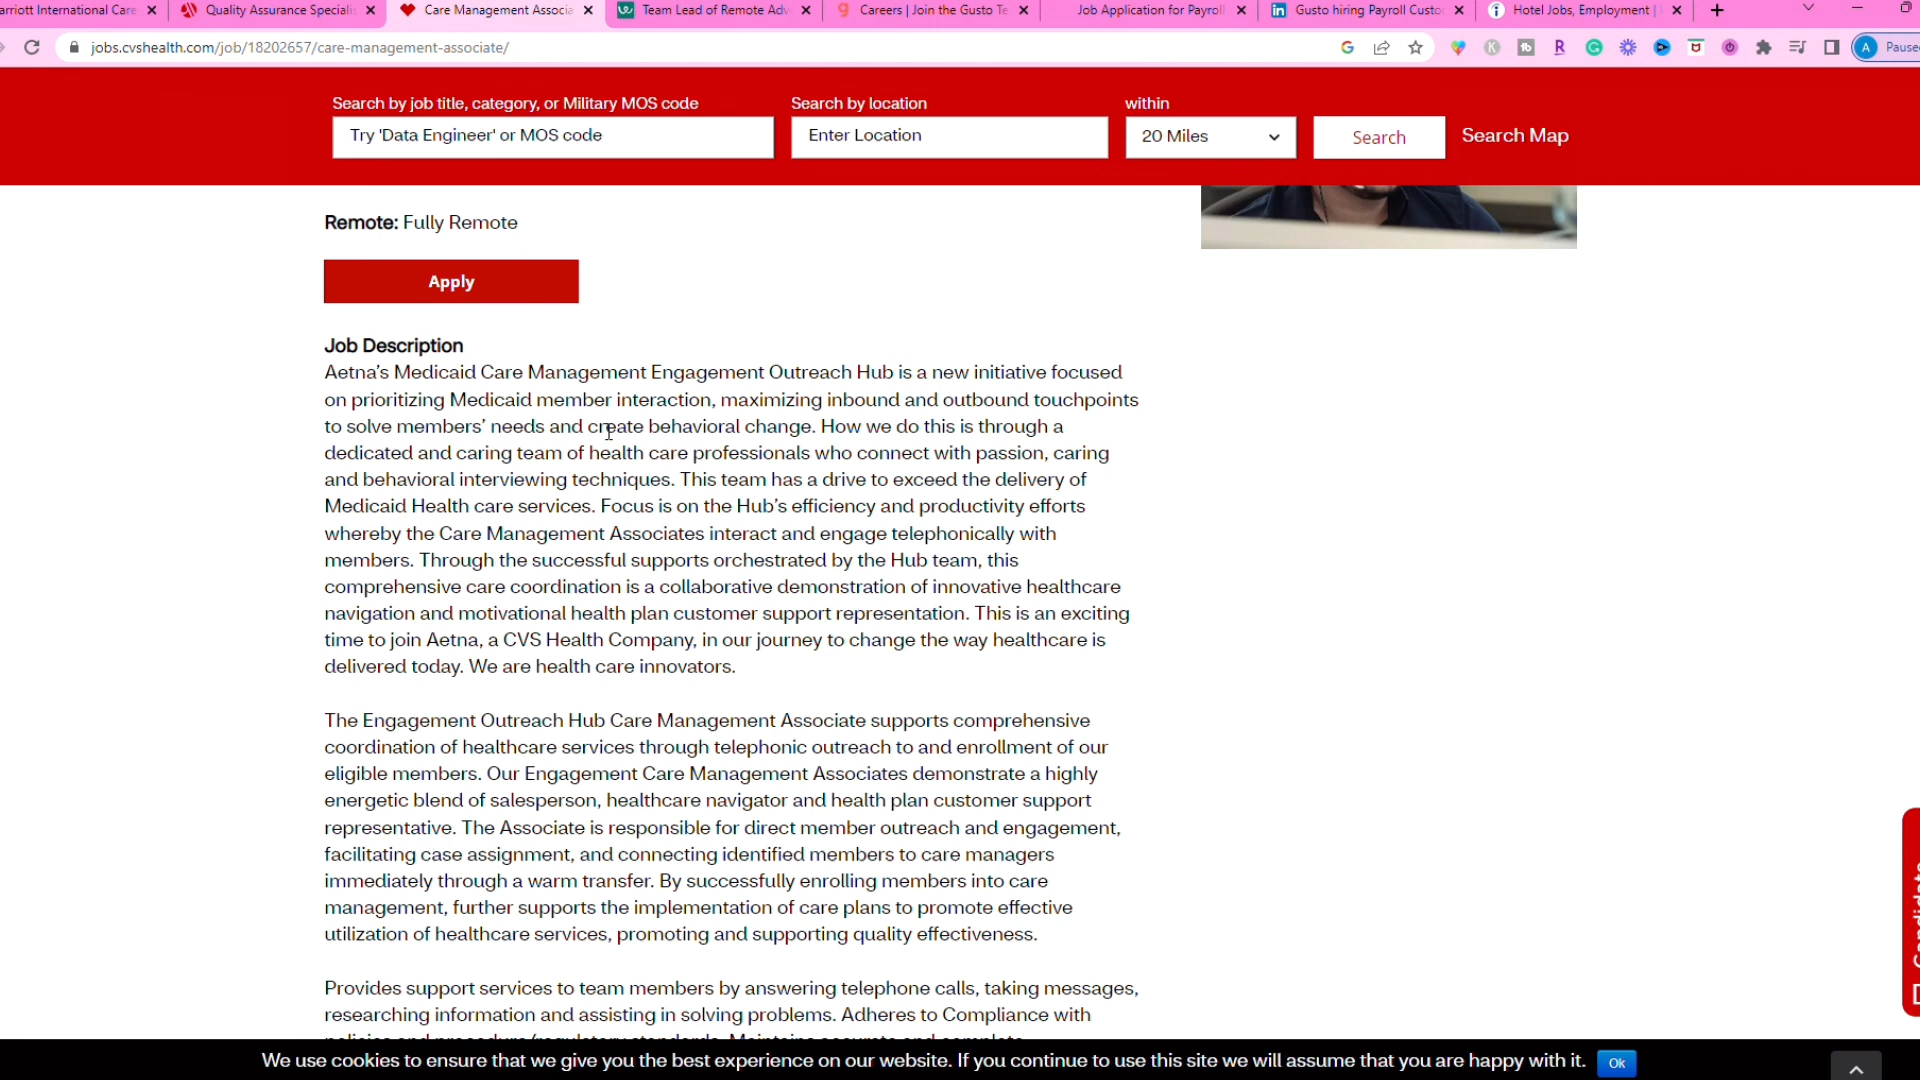 arriott International Care
Quality Assurance Specialis
Care Management Associa
Team Lead of Remote Adv
Careers | Join the Gusto Te
Job Application for Payroll
Gusto hiring Payroll Custo
Hotel Jobs, Employment |
jobs.cvshealth.com/job/18202657/care-management-associate/
A Pause
Search by job title, category, or Military MOS code
Search by location
within
Try 'Data Engineer' or MOS code
Enter Location
20 Miles
Search
Search Map
Remote: Fully Remote
Apply
Job Description
Aetna's Medicaid Care Management Engagement Outreach Hub is a new initiative focused
on prioritizing Medicaid member interaction, maximizing inbound and outbound touchpoints
to solve members' needs and create behavioral change. How we do this is through a
dedicated and caring team of health care professionals who connect with passion, caring
and behavioral interviewing techniques. This team has a drive to exceed the delivery of
Medicaid Health care services. Focus is on the Hub's efficiency and productivity efforts
whereby the Care Management Associates interact and engage telephonically with
members. Through the successful supports orchestrated by the Hub team, this
comprehensive care coordination is a collaborative demonstration of innovative healthcare
navigation and motivational health plan customer support representation. This is an exciting
time to join Aetna, a CVS Health Company, in our journey to change the way healthcare is
delivered today. We are health care innovators.
The Engagement Outreach Hub Care Management Associate supports comprehensive
coordination of healthcare services through telephonic outreach to and enrollment of our
eligible members. Our Engagement Care Management Associates demonstrate a highly
energetic blend of salesperson, healthcare navigator and health plan customer support
representative. The Associate is responsible for direct member outreach and engagement,
facilitating case assignment, and connecting identified members to care managers
immediately through a warm transfer. By successfully enrolling members into care
management, further supports the implementation of care plans to promote effective
utilization of healthcare services, promoting and supporting quality effectiveness.
Provides support services to team members by answering telephone calls, taking messages,
researching information and assisting in solving problems. Adheres to Compliance with
We use cookies to ensure that we give you the best experience on our website. If you continue to use this site we will assume that you are happy with it.
Ok